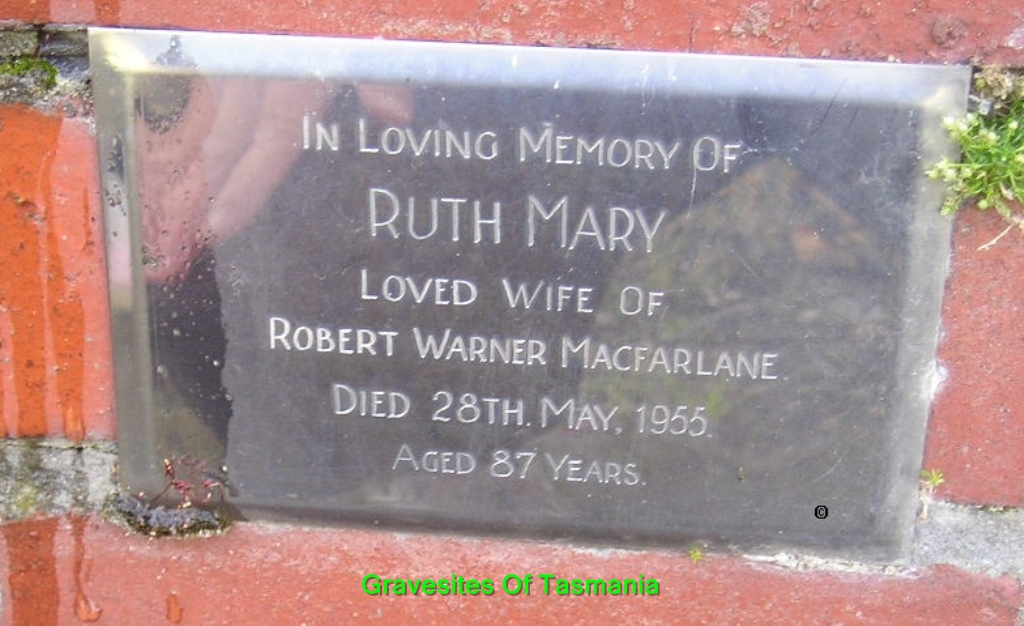 IN LOVING MEMORY OF
RUTH MARY
LOVED WIFE OF
ROBERT WARNER MACFARLANE.
DIED 28TH. MAY, 1955.
AGED 87 YEARS.
©
Gravesites Of Tasmania